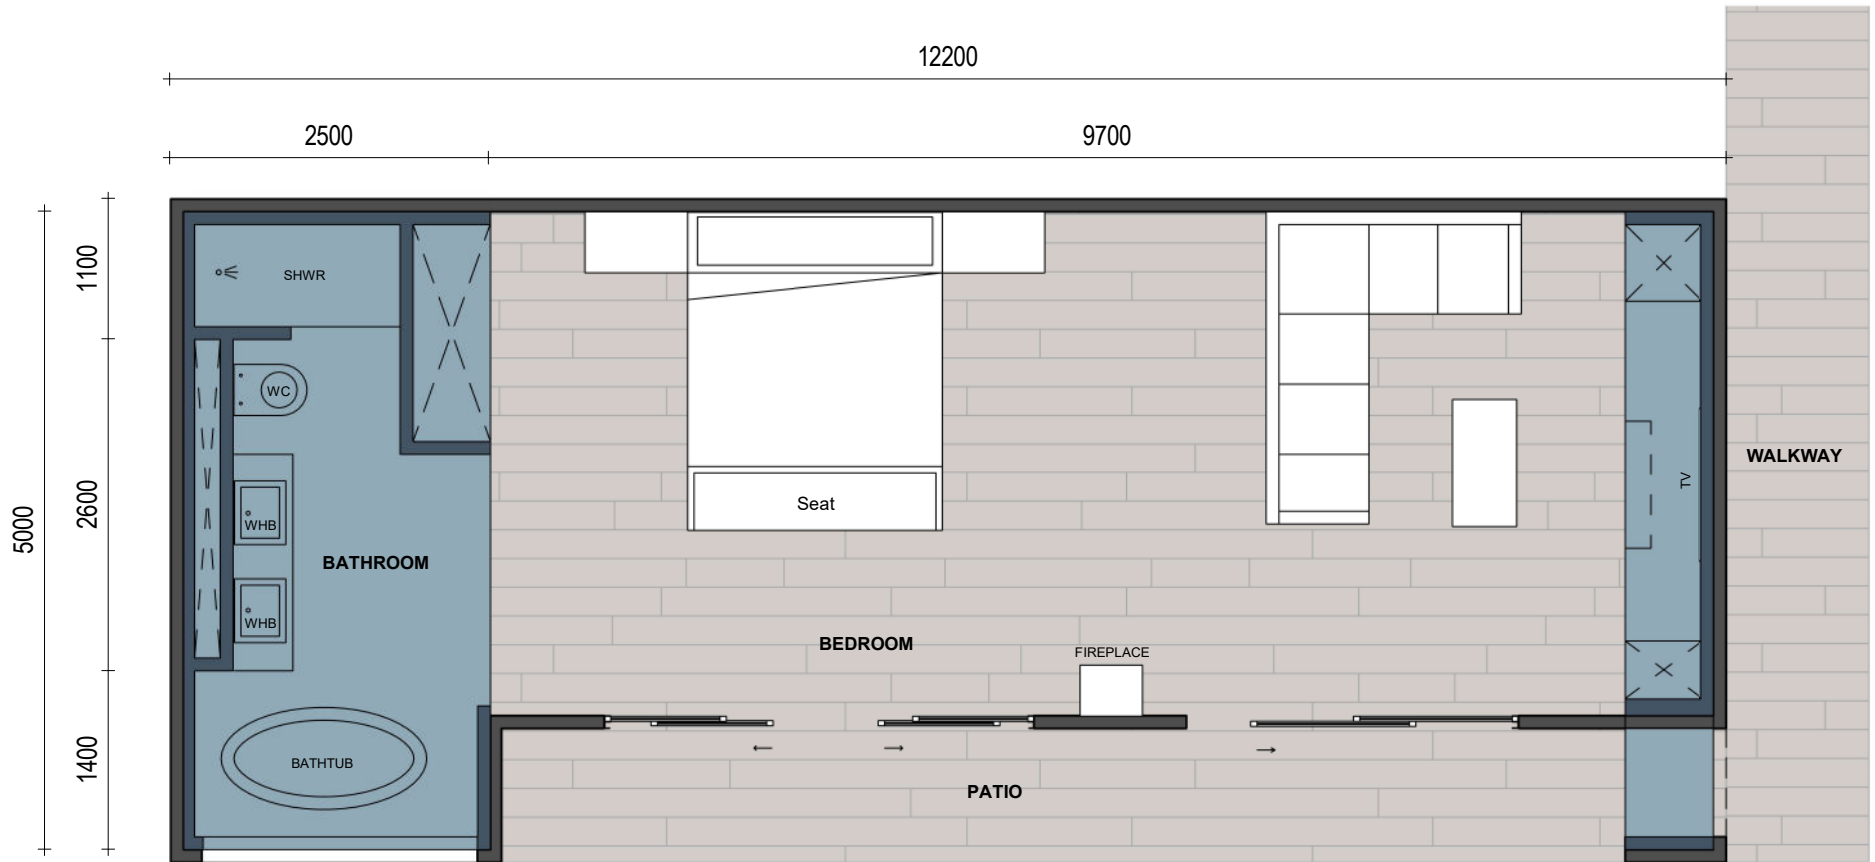 12200
2500
9700
1100
SHWR
WC
2600
5000
WHB
WHB
BATHROOM
Seat
WALKWAY
TV
BEDROOM
FIREPLACE
1400
BATHTUB
PATIO